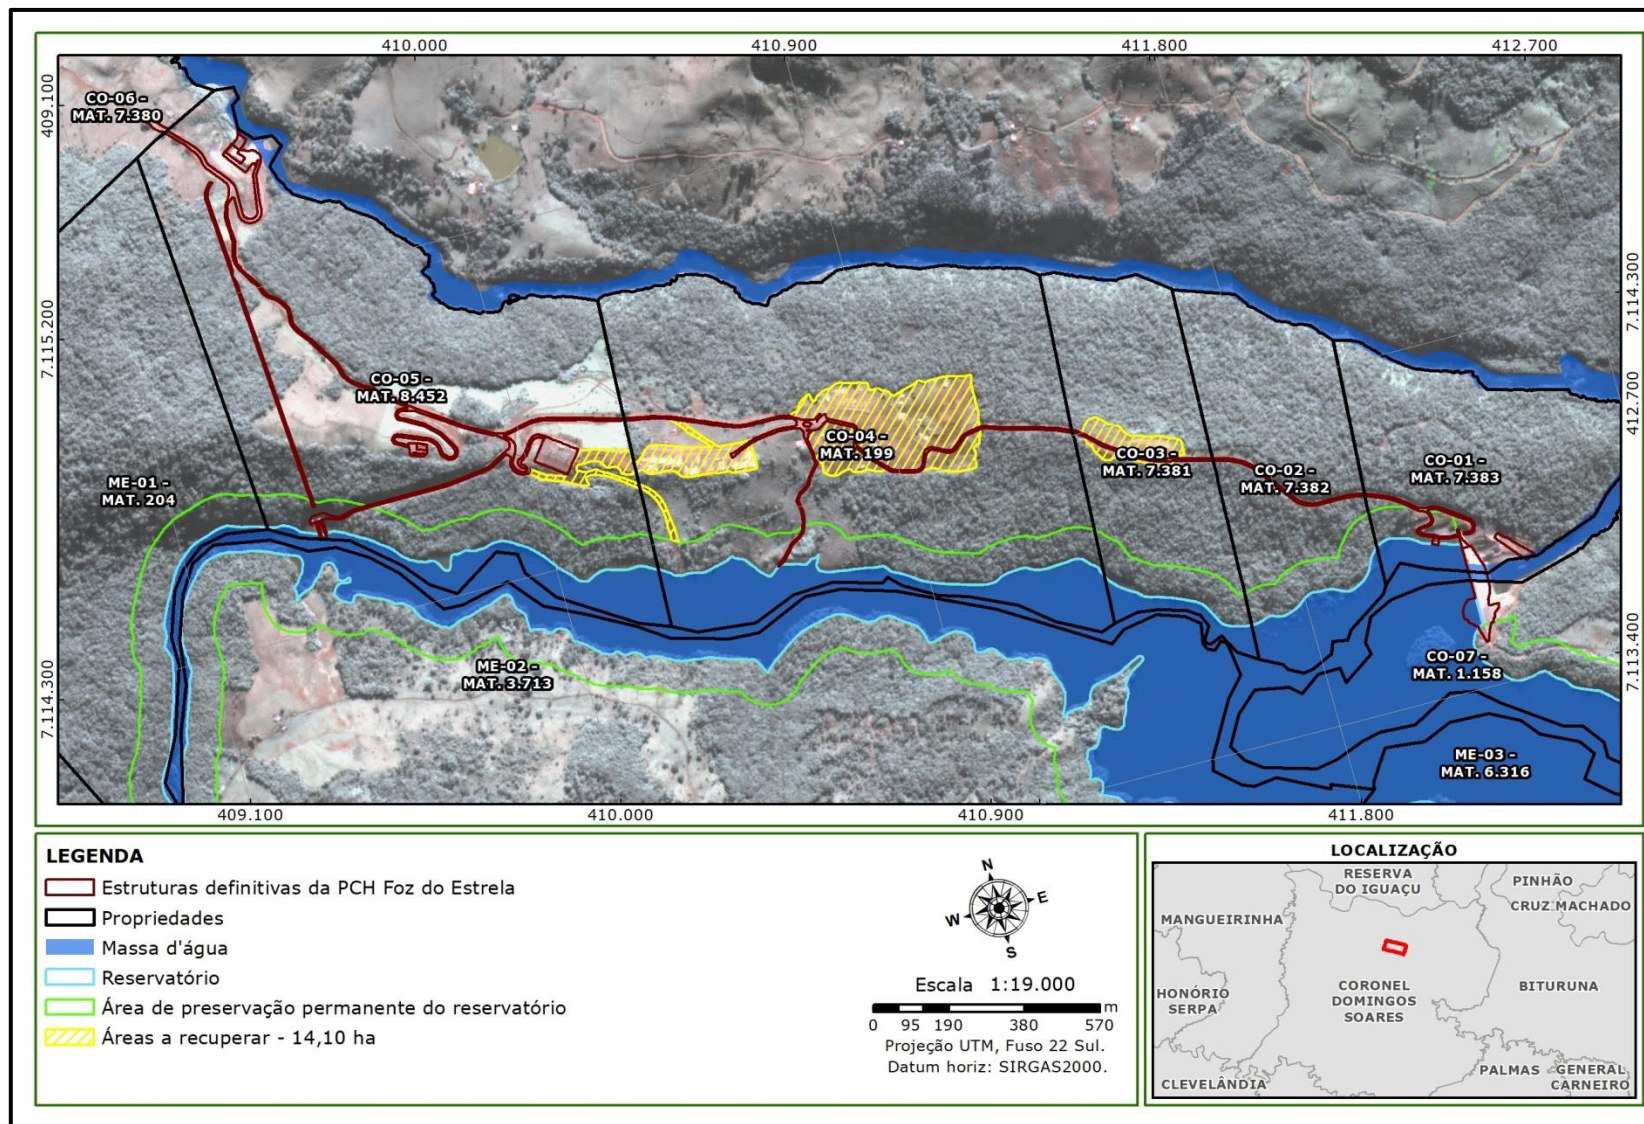 410.000
410.900
411.800
412.700
409.100
7.115.200
7.114.300
7.114.300
412.700
7.113.400
CO-06 -
MAT. 7.380
CO-05 -
MAT. 8.452
CO-04 -
MAT. 199
CO-03 -
MAT. 7.381
CO-02 -
MAT. 7.382
CO-01 -
MAT. 7.383
ME-01 -
MAT. 204
ME-02 -
MAT. 3.713
CO-07 -
MAT. 1.158
ME-03 -
MAT. 6.316
409.100
410.000
410.900
411.800
LEGENDA
Estruturas definitivas da PCH Foz do Estrela
Propriedades
Massa d'água
Reservatório
Área de preservação permanente do reservatório
Áreas a recuperar - 14,10 ha
N
E
W
S
Escala 1:19.000
0 95 190 380 570 m
Projeção UTM, Fuso 22 Sul.
Datum horiz: SIRGAS2000.
LOCALIZAÇÃO
RESERVA
DO IGUAÇU
PINHÃO
CRUZ MACHADO
MANGUEIRINHA
HONÓRIO
SERPA
CORONEL
DOMINGOS
SOARES
BITURUNA
CLEVELÂNDIA
PALMAS
GENERAL
CARNEIRO